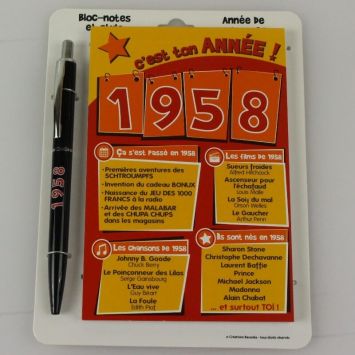 Bloc-notes
Année de
c'est ton ANNÉE !
1958
1958
Ça s'est passé en 1958
- Premières aventures des
SCHTROUMPFS
- Invention du cadeau BONUX
- Naissance du JEU DES 1000
FRANCS à la radio
- Arrivée des MALABAR
et des CHUPA CHUPS
dans les magasins
Les films de 1958
Sueurs froides
Alfred Hitchcock
Ascenseur pour
l'échafaud
Louis Malle
La Soif du mal
Orson Welles
Le Gaucher
Arthur Penn
Les chansons de 1958
Johnny B. Goode
Chuck Berry
Le Poinçonneur des Lilas
Serge Gainsbourg
L'Eau vive
Guy Béart
La Foule
Edith Piaf
Ils sont nés en 1958
Sharon Stone
Christophe Dechavanne
Laurent Baffie
Prince
Michael Jackson
Madonna
Alain Chabat
... et surtout TOI !